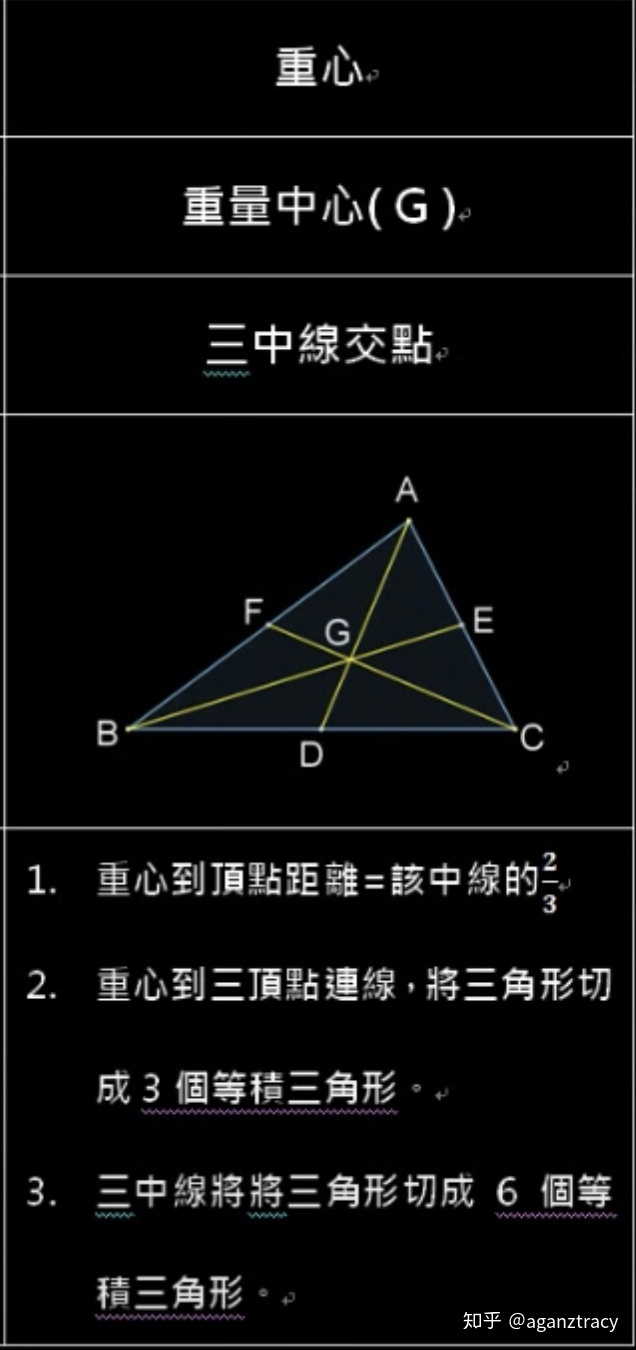 重心
重量中心( G )
三中線交點
A
F
G
E
B
D
C
1. 重心到頂點距離=該中線的2/3
2. 重心到三頂點連線，將三角形切
成 3 個等積三角形。
3. 三中線將將三角形切成 6 個等
積三角形。
知乎 @aganztracy